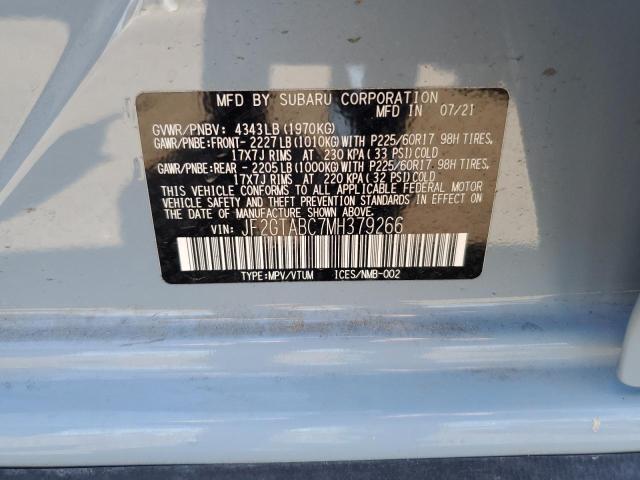 MFD BY SUBARU CORPORATION
MFD IN 07/21
GVWR/PNBV: 4343LB (1970KG)
GAWR/PNBE:FRONT-2227LB(1010KG)WITH P225/60R17 98H TIRES,
17X7J RIMS AT 230 KPA(33 PSI)COLD
GAWR/PNBE:REAR -2205LB(1000KG)WITH P225/60R17 98H TIRES,
17X7J RIMS AT 220 KPA(32 PSI)COLD
THIS VEHICLE CONFORMS TO ALL APPLICABLE FEDERAL MOTOR
VEHICLE SAFETY AND THEFT PREVENTION STANDARDS IN
EFFECT ON THE DATE OF MANUFACTURE SHOWN ABOVE.
VIN: JF2GTABC7MH379266
TYPE:MPV/VTUM ICES/NMB-002